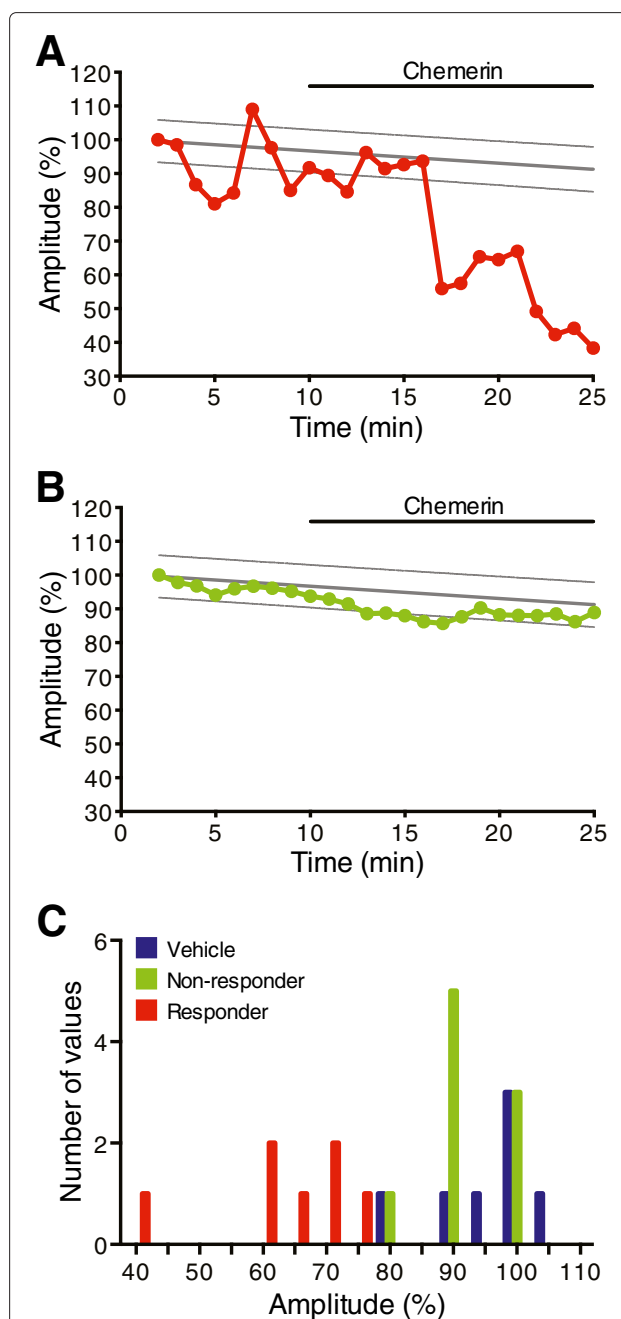 A
Chemerin
120
110
100
90
80
70
60
50
40
30
Amplitude (%)
0 5 10 15 20 25
Time (min)
B
Chemerin
120
110
100
90
80
70
60
50
40
30
Amplitude (%)
0 5 10 15 20 25
Time (min)
C
6
4
2
0
Number of values
Vehicle
Non-responder
Responder
40 50 60 70 80 90 100 110
Amplitude (%)